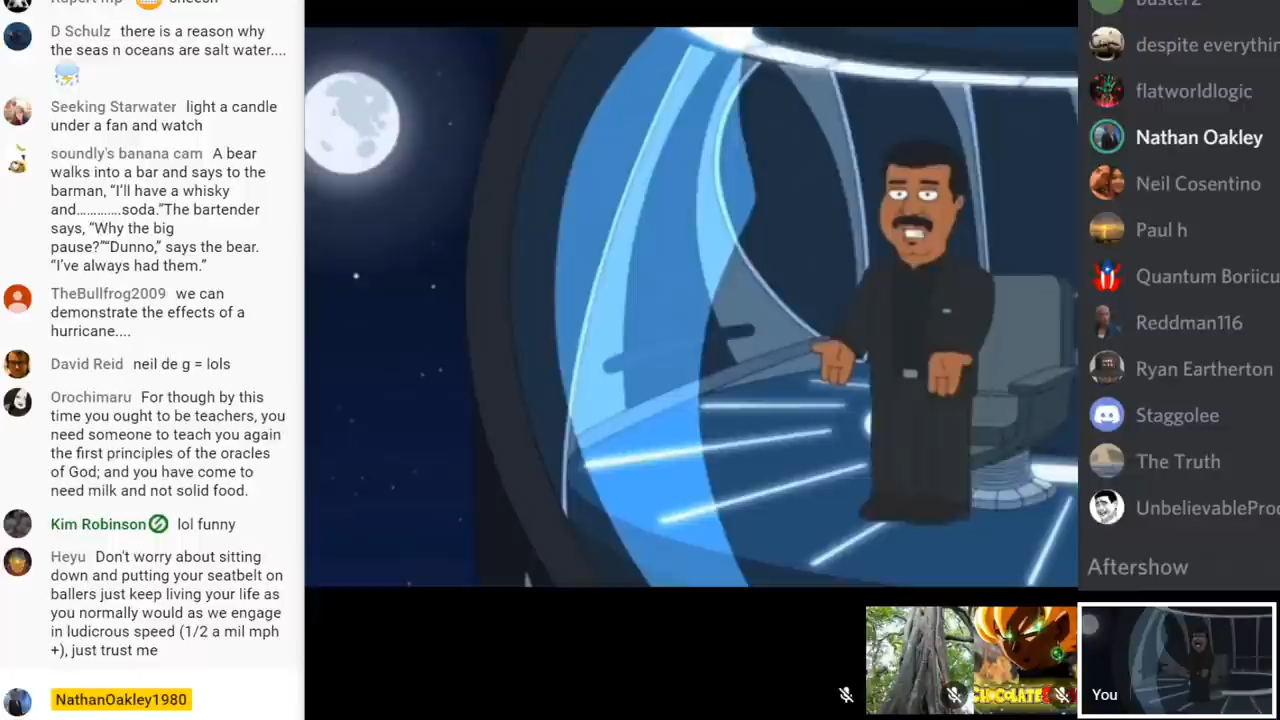 Rupert mp sheesh
D Schulz there is a reason why
the seas n oceans are salt water....
Seeking Starwater light a candle
under a fan and watch
soundly's banana cam A bear
walks into a bar and says to the
barman, “I’ll have a whisky
and…………soda.”The bartender
says, “Why the big
pause?”“Dunno,” says the bear.
“I’ve always had them.”
TheBullfrog2009 we can
demonstrate the effects of a
hurricane....
David Reid neil de g = lols
Orochimaru For though by this
time you ought to be teachers, you
need someone to teach you again
the first principles of the oracles
of God; and you have come to
need milk and not solid food.
Kim Robinson lol funny
Heyu Don't worry about sitting
down and putting your seatbelt on
ballers just keep living your life as
you normally would as we engage
in ludicrous speed (1/2 a mil mph
+), just trust me
NathanOakley1980
buster2
despite everythin
flatworldlogic
Nathan Oakley
Neil Cosentino
Paul h
Quantum Boriicu
Reddman116
Ryan Eartherton
Staggolee
The Truth
UnbelievableProd
Aftershow
CHOCOLATE
You